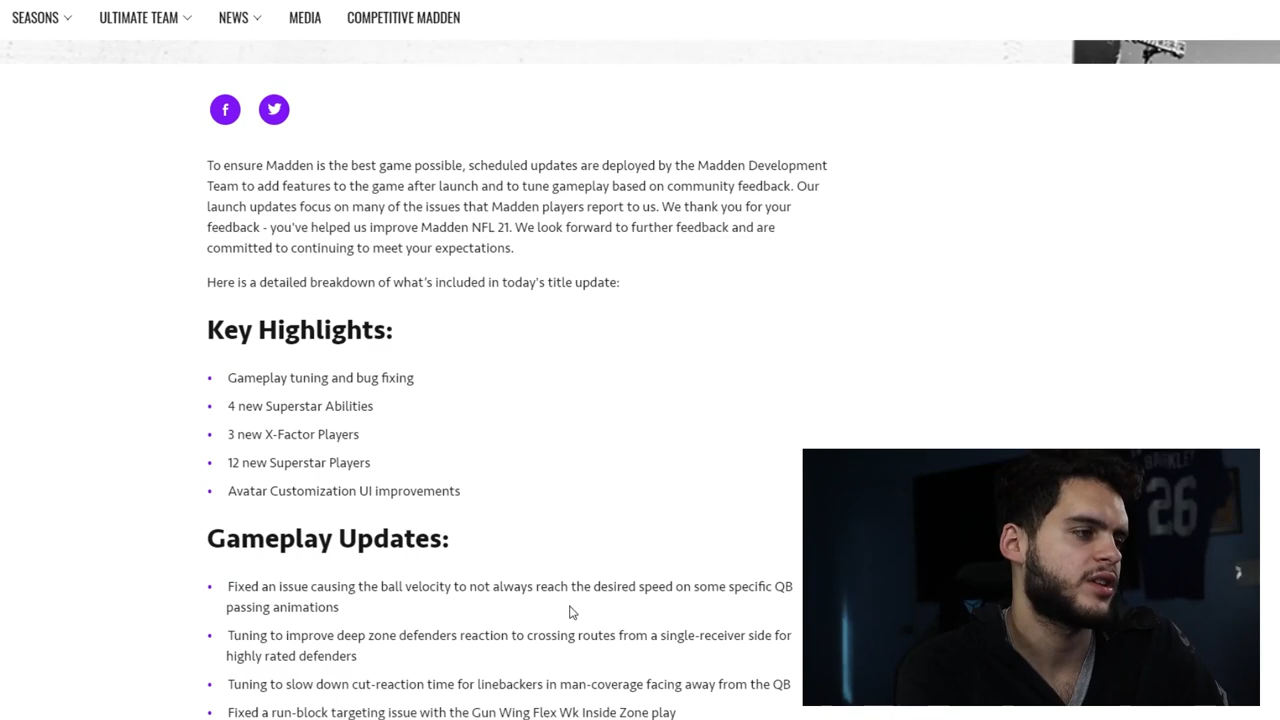 SEASONS ULTIMATE TEAM NEWS MEDIA COMPETITIVE MADDEN
f
To ensure Madden is the best game possible, scheduled updates are deployed by the Madden Development
Team to add features to the game after launch and to tune gameplay based on community feedback. Our
launch updates focus on many of the issues that Madden players report to us. We thank you for your
feedback - you've helped us improve Madden NFL 21. We look forward to further feedback and are
committed to continuing to meet your expectations.
Here is a detailed breakdown of what's included in today's title update:
Key Highlights:
• Gameplay tuning and bug fixing
• 4 new Superstar Abilities
• 3 new X-Factor Players
• 12 new Superstar Players
• Avatar Customization UI improvements
Gameplay Updates:
• Fixed an issue causing the ball velocity to not always reach the desired speed on some specific QB
passing animations
• Tuning to improve deep zone defenders reaction to crossing routes from a single-receiver side for
highly rated defenders
• Tuning to slow down cut-reaction time for linebackers in man-coverage facing away from the QB
• Fixed a run-block targeting issue with the Gun Wing Flex Wk Inside Zone play
26